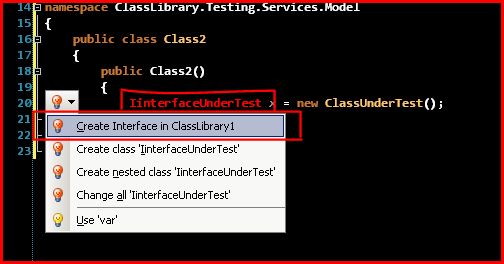 14 namespace ClassLibrary.Testing.Services.Model
15 {
16 public class Class2
17 {
18 public Class2()
19 {
20 IinterfaceUnderTest x = new ClassUnderTest();
21 Create Interface in ClassLibrary1
22
Create class 'IinterfaceUnderTest'
23 Create nested class 'IinterfaceUnderTest'
Change all 'IinterfaceUnderTest'
Use 'var'